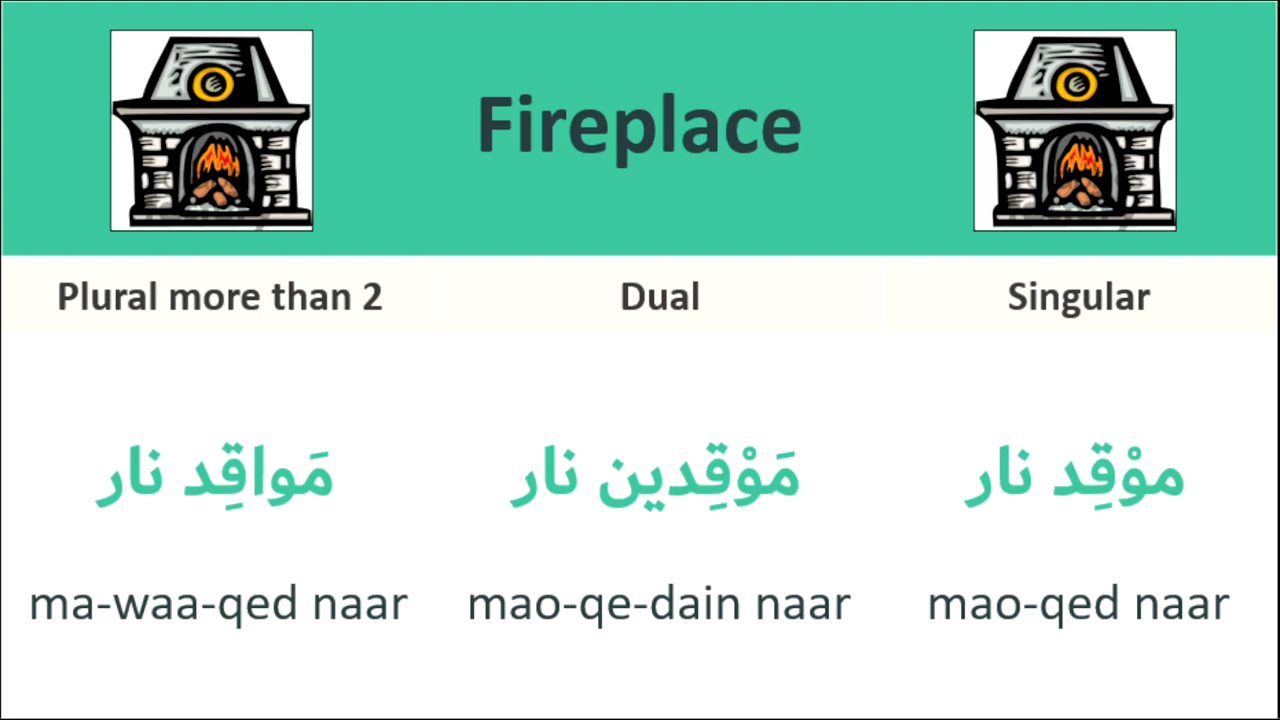 Fireplace
Plural more than 2
Dual
Singular
مَواقِد نار
مَوْقِدين نار
موْقِد نار
ma-waa-qed naar
mao-qe-dain naar
mao-qed naar